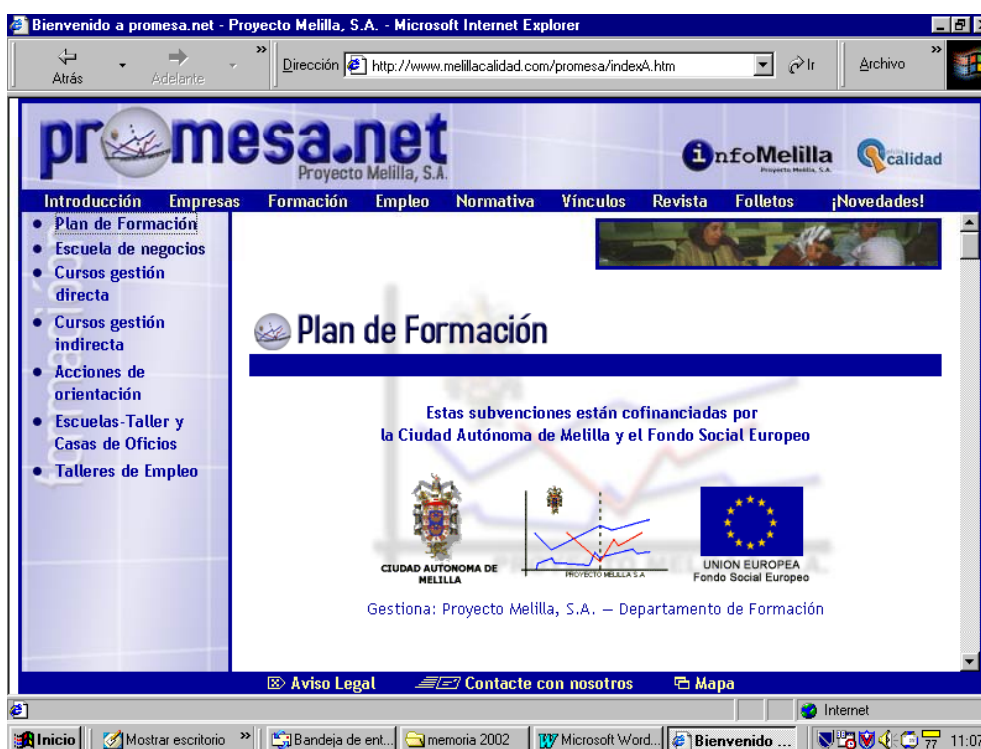 Bienvenido a promesa.net - Proyecto Melilla, S.A. - Microsoft Internet Explorer
Atrás Adelante » Dirección http://www.melillacalidad.com/promesa/indexA.htm Ir Archivo »
promesa.net
Proyecto Melilla, S.A.
infoMelilla
Proyecto Melilla, S.A.
calidad
Introducción Empresas Formación Empleo Normativa Vínculos Revista Folletos ¡Novedades!
formación
• Plan de Formación
• Escuela de negocios
• Cursos gestión
directa
• Cursos gestión
indirecta
• Acciones de
orientación
• Escuelas-Taller y
Casas de Oficios
• Talleres de Empleo
Plan de Formación
Estas subvenciones están cofinanciadas por
la Ciudad Autónoma de Melilla y el Fondo Social Europeo
CIUDAD AUTONOMA DE
MELILLA
PROYECTO MELILLA S.A
UNION EUROPEA
Fondo Social Europeo
Gestiona: Proyecto Melilla, S.A. – Departamento de Formación
Aviso Legal Contacte con nosotros Mapa
Internet
Inicio Mostrar escritorio » Bandeja de ent... memoria 2002 Microsoft Word... Bienvenido ... 77 11:07